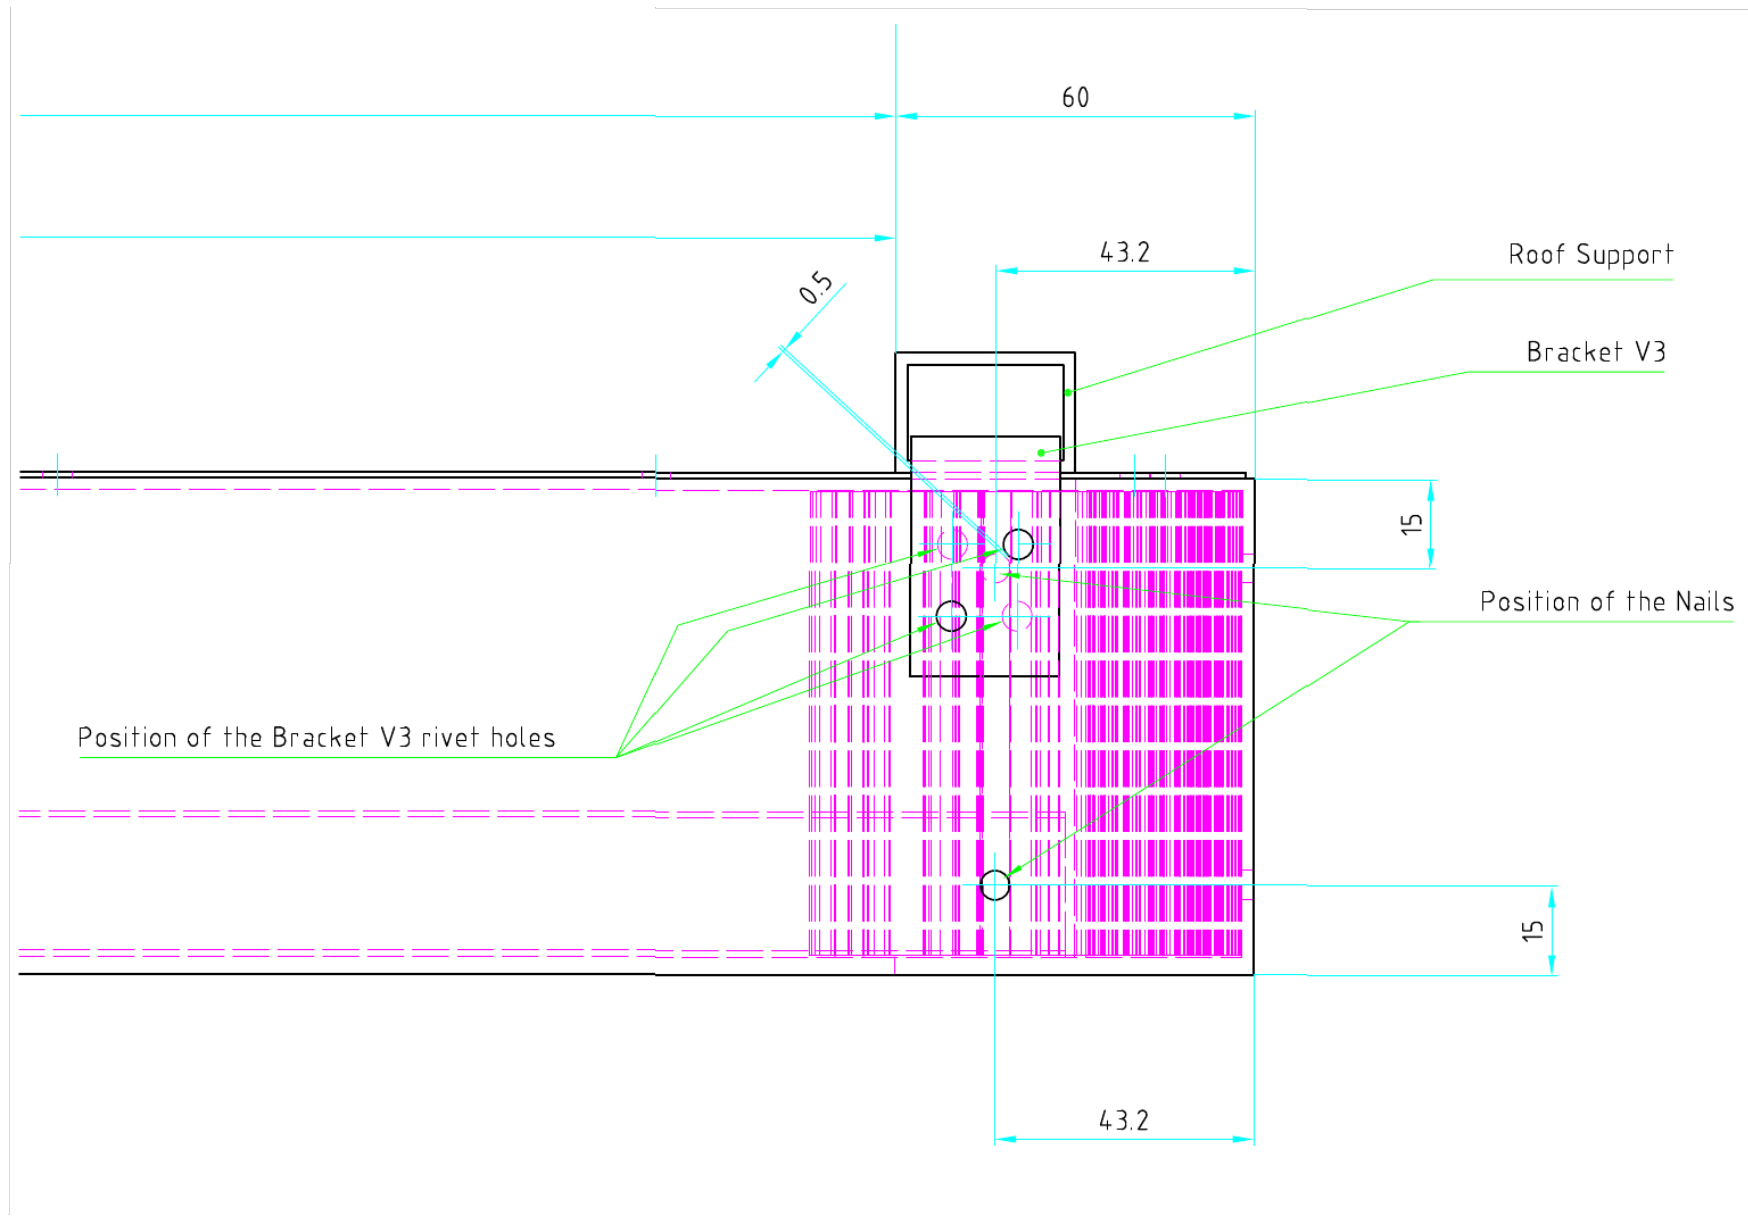 60
43.2
Roof Support
0.5
Bracket V3
15
Position of the Nails
Position of the Bracket V3 rivet holes
15
43.2